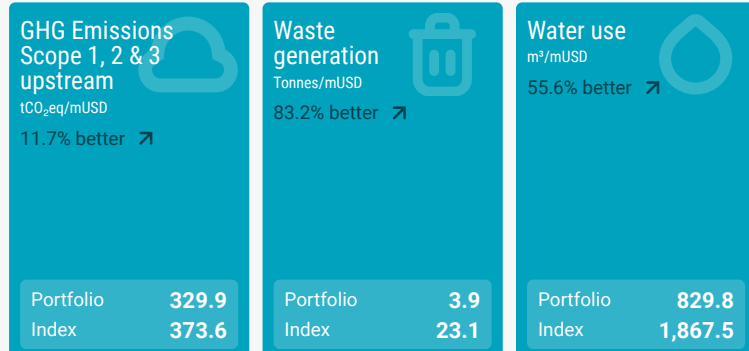 GHG Emissions
Scope 1, 2 & 3
upstream
tCO₂eq/mUSD
11.7% better ↗
Portfolio 329.9
Index 373.6
Waste
generation
Tonnes/mUSD
83.2% better ↗
Portfolio 3.9
Index 23.1
Water use
m³/mUSD
55.6% better ↗
Portfolio 829.8
Index 1,867.5